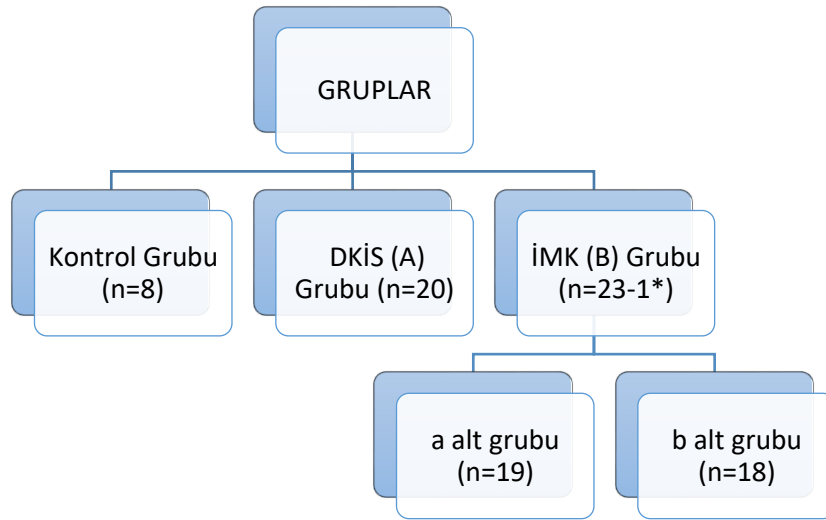 GRUPLAR
Kontrol Grubu
(n=8)
DKİS (A)
Grubu (n=20)
İMK (B) Grubu
(n=23-1*)
a alt grubu
(n=19)
b alt grubu
(n=18)